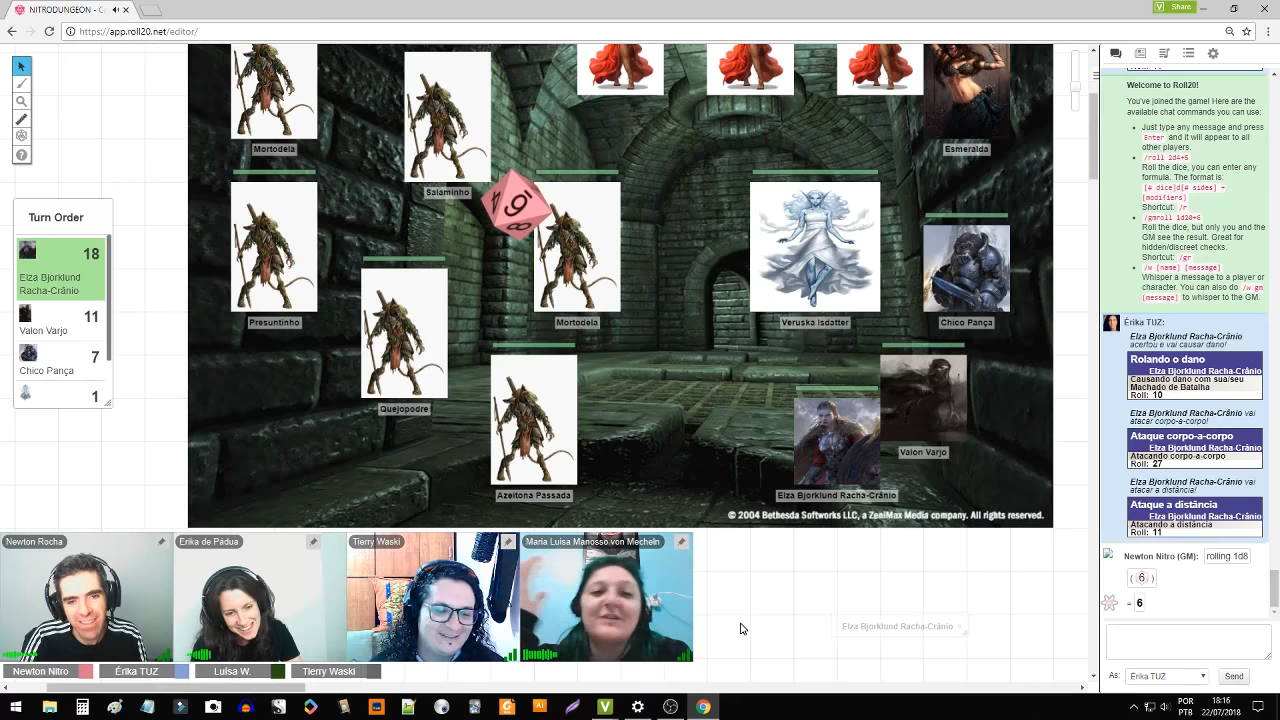 NITRODUNGEON - C
Share
https://app.roll20.net/editor/
Mortodela
Salaminho
Esmeralda
Turn Order
18
Elza Bjorklund
Racha-Crânio
11
Valon Varjo
7
Chico Pança
1
9
8
Presuntinho
Mortodela
Veruska Isdatter
Chico Pança
Quejopodre
Valon Varjo
Azeitona Passada
Elza Bjorklund Racha-Crânio
© 2004 Bethesda Softworks LLC, a ZeniMax Media company. All rights reserved.
Newton Rocha
Erika de Pádua
Tierry Waski
Maria Luisa Manosso von Mecheln
Elza Bjorklund Racha-Crânio
Newton Nitro
Érika TUZ
Luísa W.
Tierry Waski
Welcome to Roll20!
You've joined the game! Here are the
available chat commands you can use:
Just type any message and press
Enter and it will appear to all
other players.
/roll 2d4+5
Roll the dice, you can enter any
formula. The format is:
[# dice]d[# sides] +
[modifiers]
Shortcut: /r
/gmroll 1d20+6
Roll the dice, but only you and the
GM see the result. Great for
hidden/discreet checks.
Shortcut: /gr
/w [name] [message]
Whisper a message to a player or
character. You can also do /w gm
[message] to whisper to the GM.
Érika TUZ:
Elza Bjorklund Racha-Crânio
acertou e vai causar dano!
Rolando o dano
Elza Bjorklund Racha-Crânio
Causando dano com sua/seu
Machado de Batalha
Roll: 10
Elza Bjorklund Racha-Crânio vai
atacar corpo-a-corpo!
Ataque corpo-a-corpo
Elza Bjorklund Racha-Crânio
Atacando corpo-a-corpo
Roll: 27
Elza Bjorklund Racha-Crânio vai
atacar a distância!
Ataque a distância
Elza Bjorklund Racha-Crânio
Atacando a distância
Roll: 11
Newton Nitro (GM): rolling 1d8
( 6 )
= 6
As: Érika TUZ Send
POR 18:16
PTB 22/07/2018